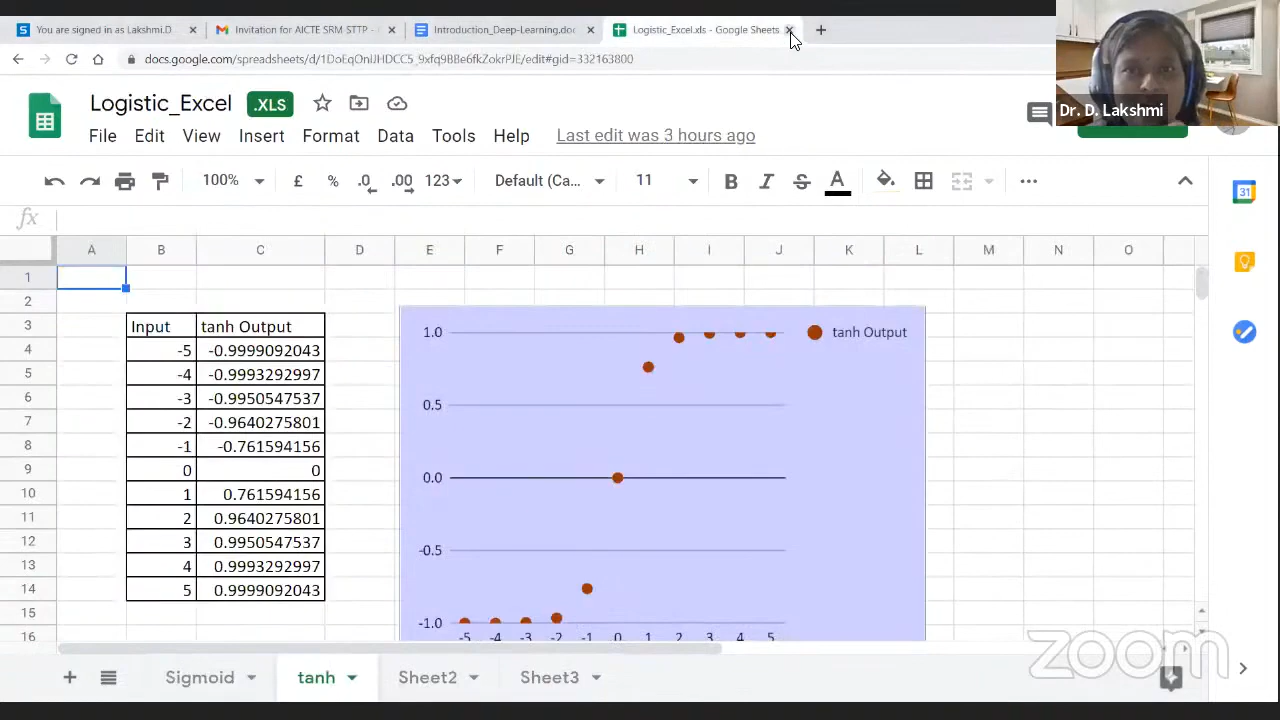 You are signed in as Lakshmi.D
Invitation for AICTE SRM STTP -
Introduction_Deep-Learning.doc
Logistic_Excel.xls - Google Sheets
docs.google.com/spreadsheets/d/1DoEqOnIJHDCC5_9xfq9BBe6fkZokrPJE/edit#gid=332163800
Dr. D. Lakshmi
Logistic_Excel .XLS
File Edit View Insert Format Data Tools Help Last edit was 3 hours ago
100% £ % .0 .00 123 Default (Ca... 11 B I S A
31
fx
A B C D E F G H I J K L M N O
1
2
3 Input tanh Output
4 -5 -0.9999092043
5 -4 -0.9993292997
6 -3 -0.9950547537
7 -2 -0.9640275801
8 -1 -0.761594156
9 0 0
10 1 0.761594156
11 2 0.9640275801
12 3 0.9950547537
13 4 0.9993292997
14 5 0.9999092043
15
16
1.0
0.5
0.0
-0.5
-1.0
-5 -4 -3 -2 -1 0 1 2 3 4 5
tanh Output
zoom
Sigmoid tanh Sheet2 Sheet3